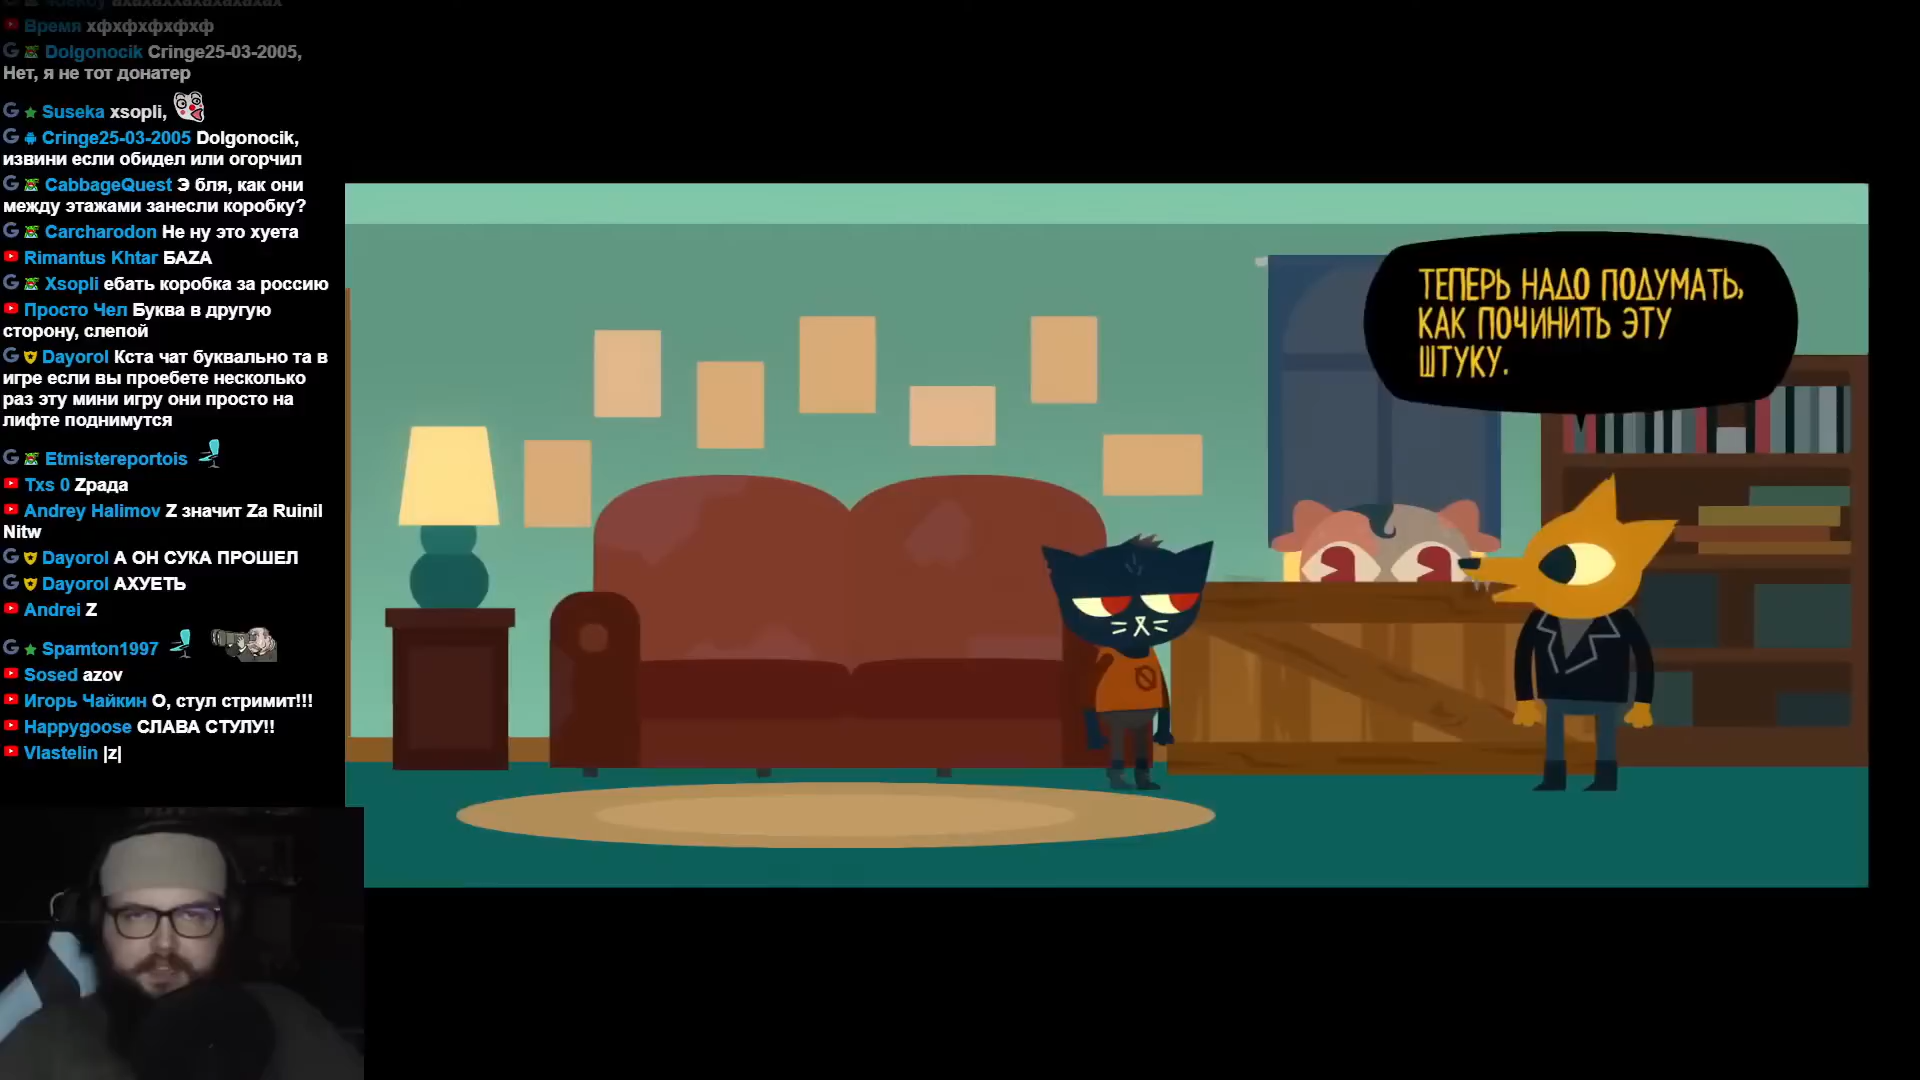 Время хфхфхфхфхф
Dolgonocik Cringe25-03-2005,
Нет, я не тот донатер
Suseka xsopli,
Cringe25-03-2005 Dolgonocik,
извини если обидел или огорчил
CabbageQuest Э бля, как они
между этажами занесли коробку?
Carcharodon Не ну это хуета
Rimantus Khtar БАZА
Xsopli ебать коробка за россию
Просто Чел Буква в другую
сторону, слепой
Dayorol Кста чат буквально та в
игре если вы проебете несколько
раз эту мини игру они просто на
лифте поднимутся
Etmistereportois
Txs 0 Zрада
Andrey Halimov Z значит Za Ruinil
Nitw
Dayorol А ОН СУКА ПРОШЕЛ
Dayorol АХУЕТЬ
Andrei Z
Spamton1997
Sosed azov
Игорь Чайкин О, стул стримит!!!
Happygoose СЛАВА СТУЛУ!!
Vlastelin |z|
ТЕПЕРЬ НАДО ПОДУМАТЬ,
КАК ПОЧИНИТЬ ЭТУ
ШТУКУ.